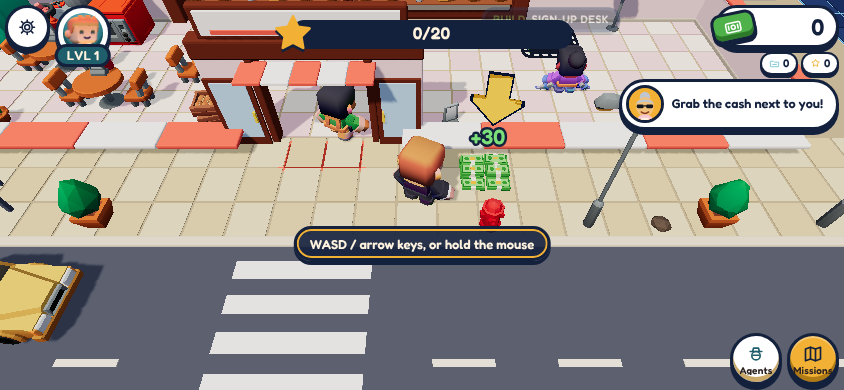 BUILD SIGN-UP DESK
0/20
0
LVL 1
0
0
Grab the cash next to you!
+30
WASD / arrow keys, or hold the mouse
Agents
Missions